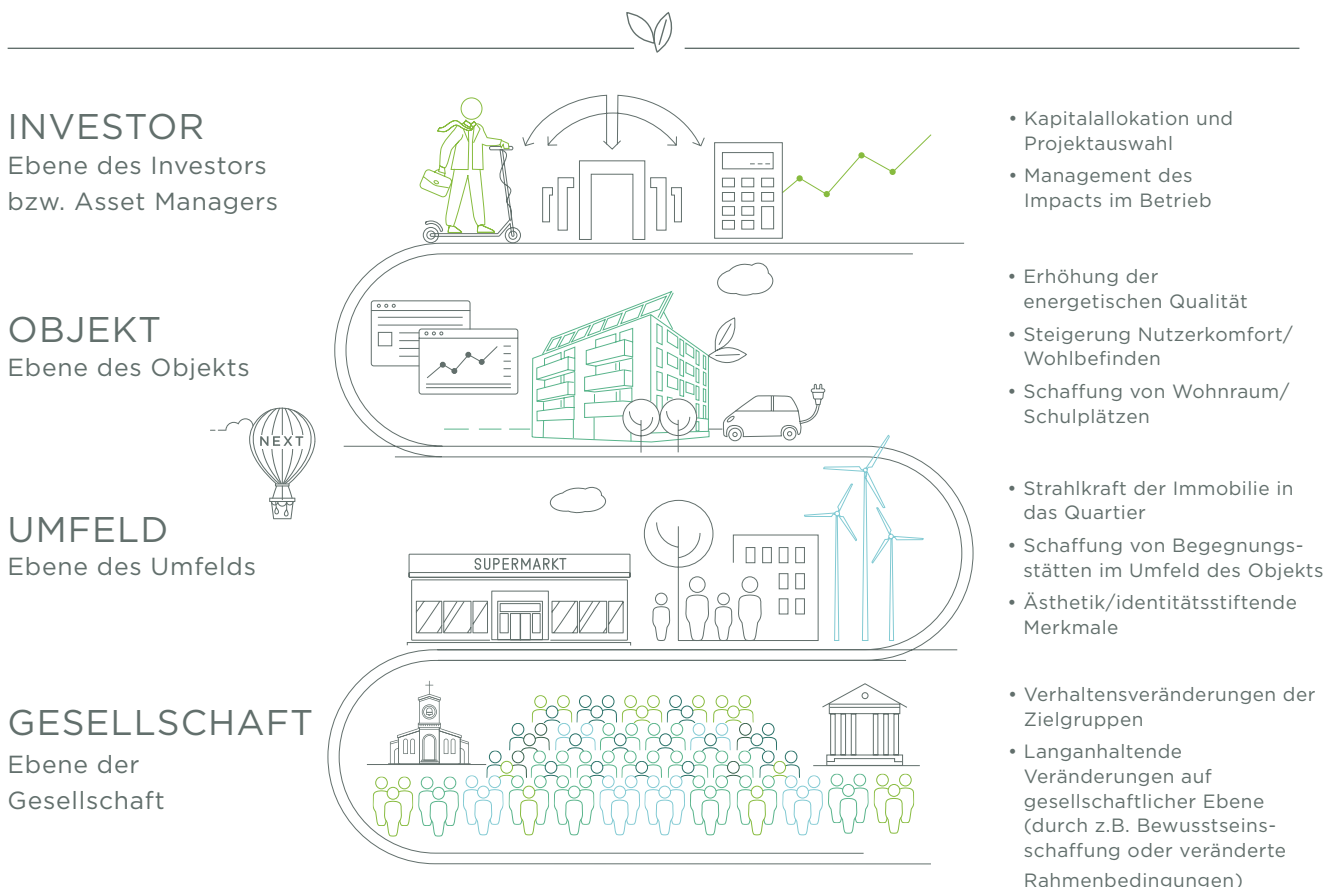 INVESTOR
Ebene des Investors
bzw. Asset Managers
• Kapitalallokation und
Projektauswahl
• Management des
Impacts im Betrieb
OBJEKT
Ebene des Objekts
• Erhöhung der
energetischen Qualität
• Steigerung Nutzerkomfort/
Wohlbefinden
• Schaffung von Wohnraum/
Schulplätzen
NEXT
UMFELD
Ebene des Umfelds
SUPERMARKT
• Strahlkraft der Immobilie in
das Quartier
• Schaffung von Begegnungs-
stätten im Umfeld des Objekts
• Ästhetik/identitätsstiftende
Merkmale
GESELLSCHAFT
Ebene der
Gesellschaft
• Verhaltensveränderungen der
Zielgruppen
• Langanhaltende
Veränderungen auf
gesellschaftlicher Ebene
(durch z.B. Bewusstseins-
schaffung oder veränderte
Rahmenbedingungen)